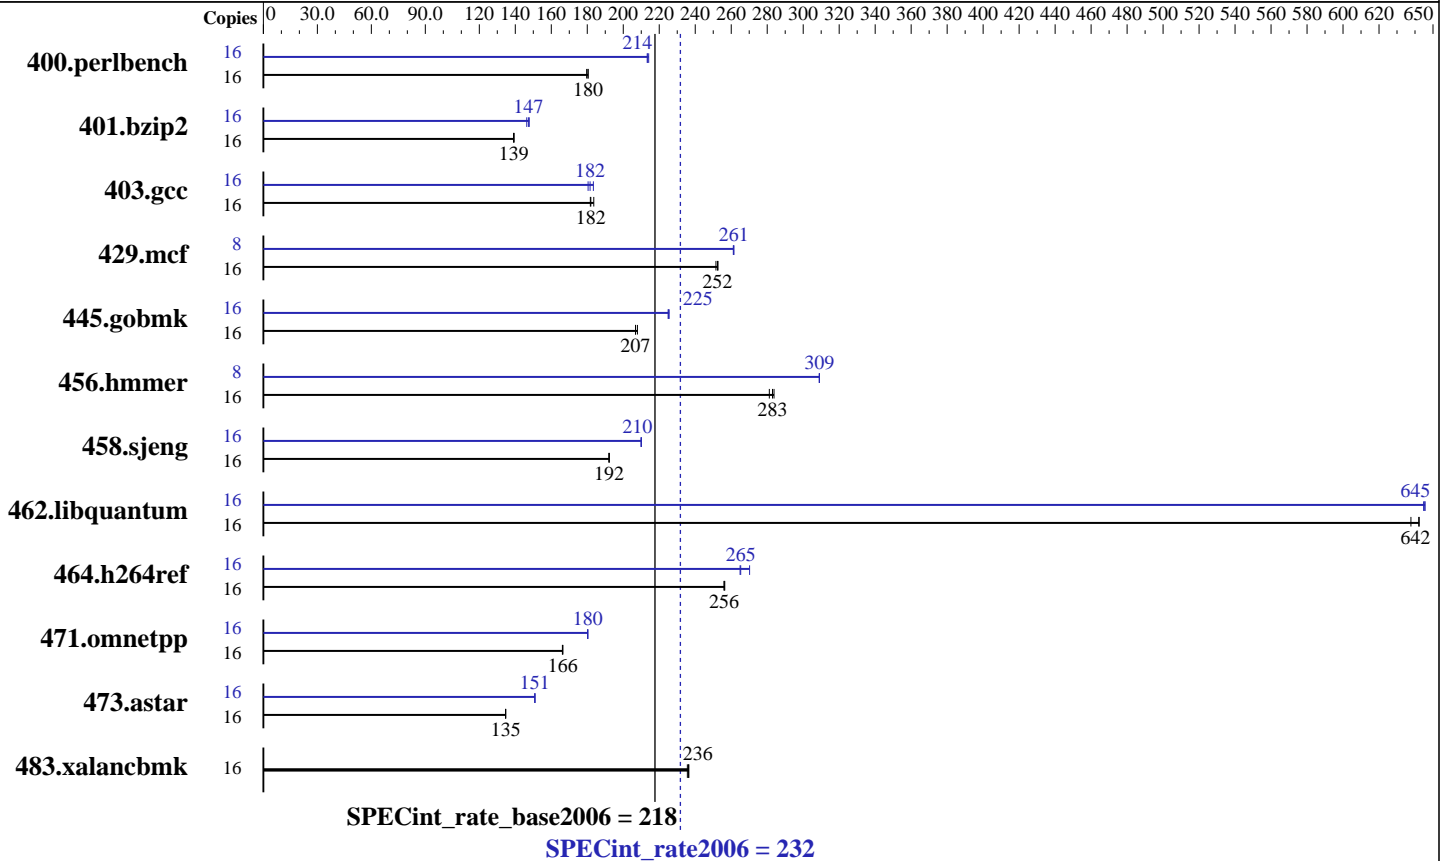 Copies 0 30.0 60.0 90.0 120 140 160 180 200 220 240 260 280 300 320 340 360 380 400 420 440 460 480 500 520 540 560 580 600 620 650
400.perlbench 16 214
16 180
401.bzip2 16 147
16 139
403.gcc 16 182
16 182
429.mcf 8 261
16 252
445.gobmk 16 225
16 207
456.hmmer 8 309
16 283
458.sjeng 16 210
16 192
462.libquantum 16 645
16 642
464.h264ref 16 265
16 256
471.omnetpp 16 180
16 166
473.astar 16 151
16 135
483.xalancbmk 16 236
SPECint_rate_base2006 = 218
SPECint_rate2006 = 232